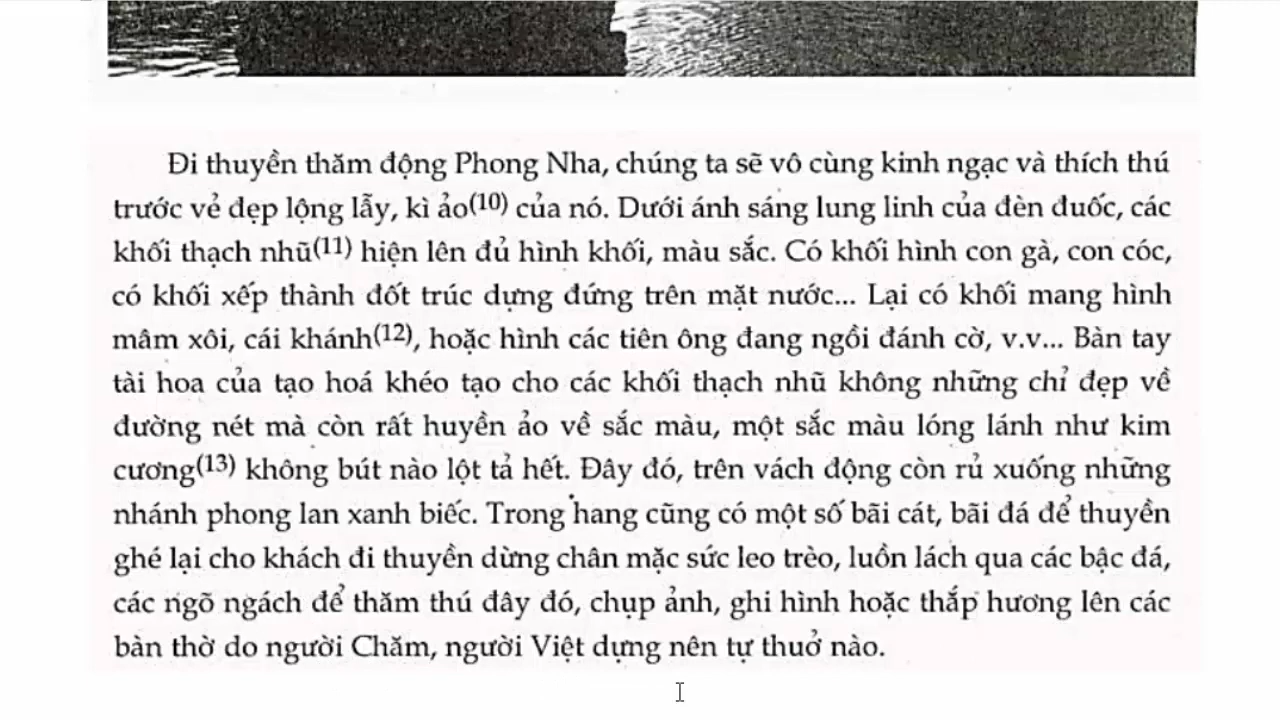 Đi thuyền thăm động Phong Nha, chúng ta sẽ vô cùng kinh ngạc và thích thú
trước vẻ đẹp lộng lẫy, kì ảo(10) của nó. Dưới ánh sáng lung linh của đèn đuốc, các
khối thạch nhũ(11) hiện lên đủ hình khối, màu sắc. Có khối hình con gà, con cóc,
có khối xếp thành đốt trúc dựng đứng trên mặt nước... Lại có khối mang hình
mâm xôi, cái khánh(12), hoặc hình các tiên ông đang ngồi đánh cờ, v.v... Bàn tay
tài hoa của tạo hoá khéo tạo cho các khối thạch nhũ không những chỉ đẹp về
đường nét mà còn rất huyền ảo về sắc màu, một sắc màu lóng lánh như kim
cương(13) không bút nào lột tả hết. Đây đó, trên vách động còn rủ xuống những
nhánh phong lan xanh biếc. Trong hang cũng có một số bãi cát, bãi đá để thuyền
ghé lại cho khách đi thuyền dừng chân mặc sức leo trèo, luồn lách qua các bậc đá,
các ngõ ngách để thăm thú đây đó, chụp ảnh, ghi hình hoặc thắp hương lên các
bàn thờ do người Chăm, người Việt dựng nên tự thuở nào.